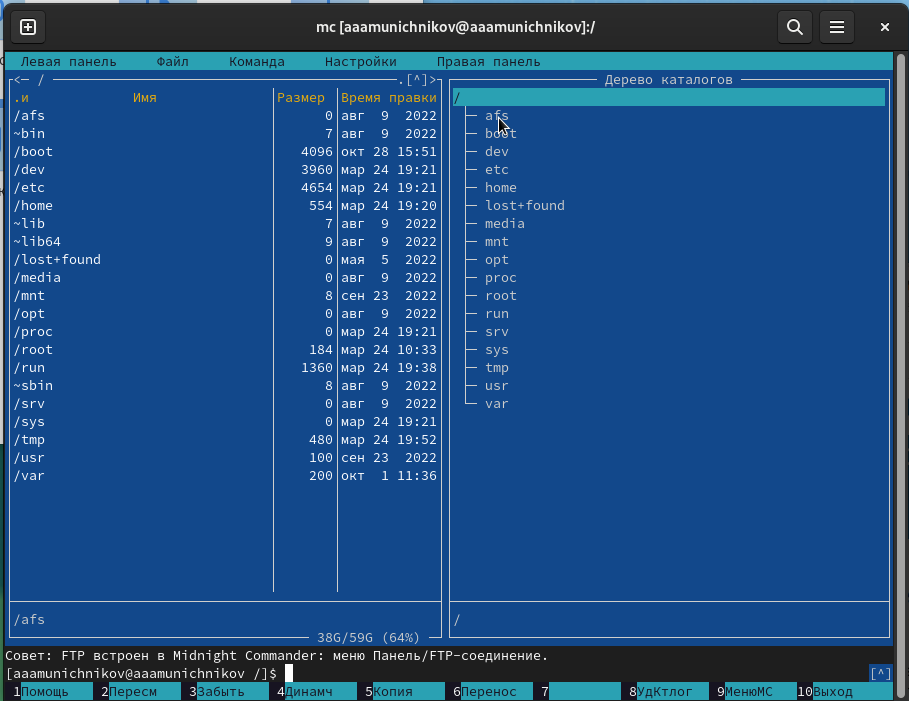 mc [aaamunichnikov@aaamunichnikov]:/
Левая панель Файл Команда Настройки Правая панель
<─ / .[^]>
.и Имя Размер Время правки
/afs 0 авг 9 2022
~bin 7 авг 9 2022
/boot 4096 окт 28 15:51
/dev 3960 мар 24 19:21
/etc 4654 мар 24 19:21
/home 554 мар 24 19:20
~lib 7 авг 9 2022
~lib64 9 авг 9 2022
/lost+found 0 мая 5 2022
/media 0 авг 9 2022
/mnt 8 сен 23 2022
/opt 0 авг 9 2022
/proc 0 мар 24 19:21
/root 184 мар 24 10:33
/run 1360 мар 24 19:38
~sbin 8 авг 9 2022
/srv 0 авг 9 2022
/sys 0 мар 24 19:21
/tmp 480 мар 24 19:52
/usr 100 сен 23 2022
/var 200 окт 1 11:36
/afs
38G/59G (64%)
Дерево каталогов
/
afs
boot
dev
etc
home
lost+found
media
mnt
opt
proc
root
run
srv
sys
tmp
usr
var
/
Совет: FTP встроен в Midnight Commander: меню Панель/FTP-соединение.
[aaamunichnikov@aaamunichnikov /]$ [^]
1Помощь 2Пересм 3Забыть 4Динамч 5Копия 6Перенос 7 8УдКтлог 9МенюМС 10Выход